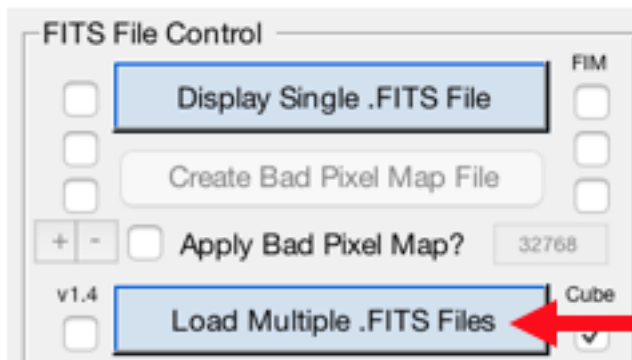 FITS File Control
FIM
Display Single .FITS File
Create Bad Pixel Map File
+ - Apply Bad Pixel Map? 32768
v1.4 Cube
Load Multiple .FITS Files